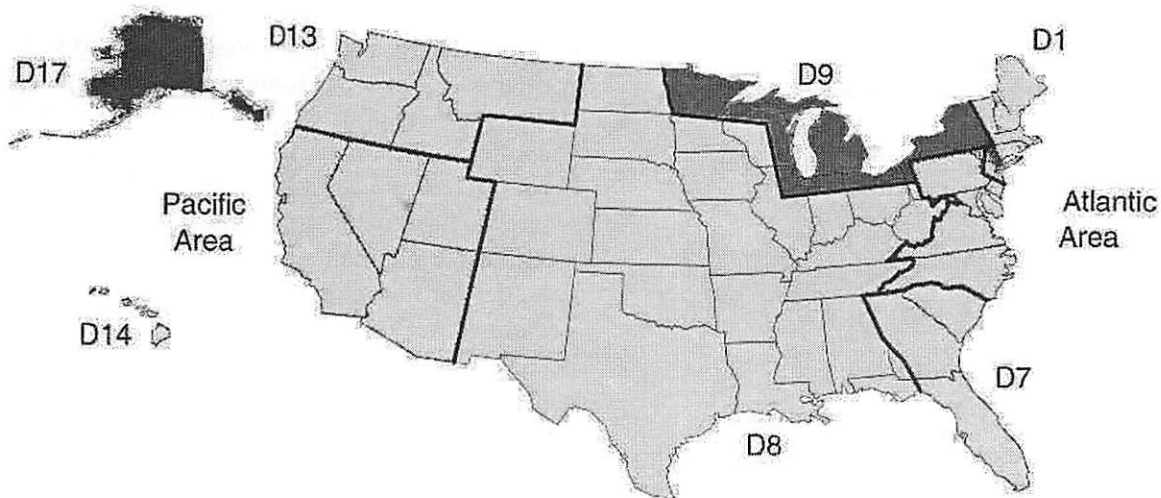 D13
D1
D17
D9
Pacific
Area
Atlantic
Area
D14
D7
D8